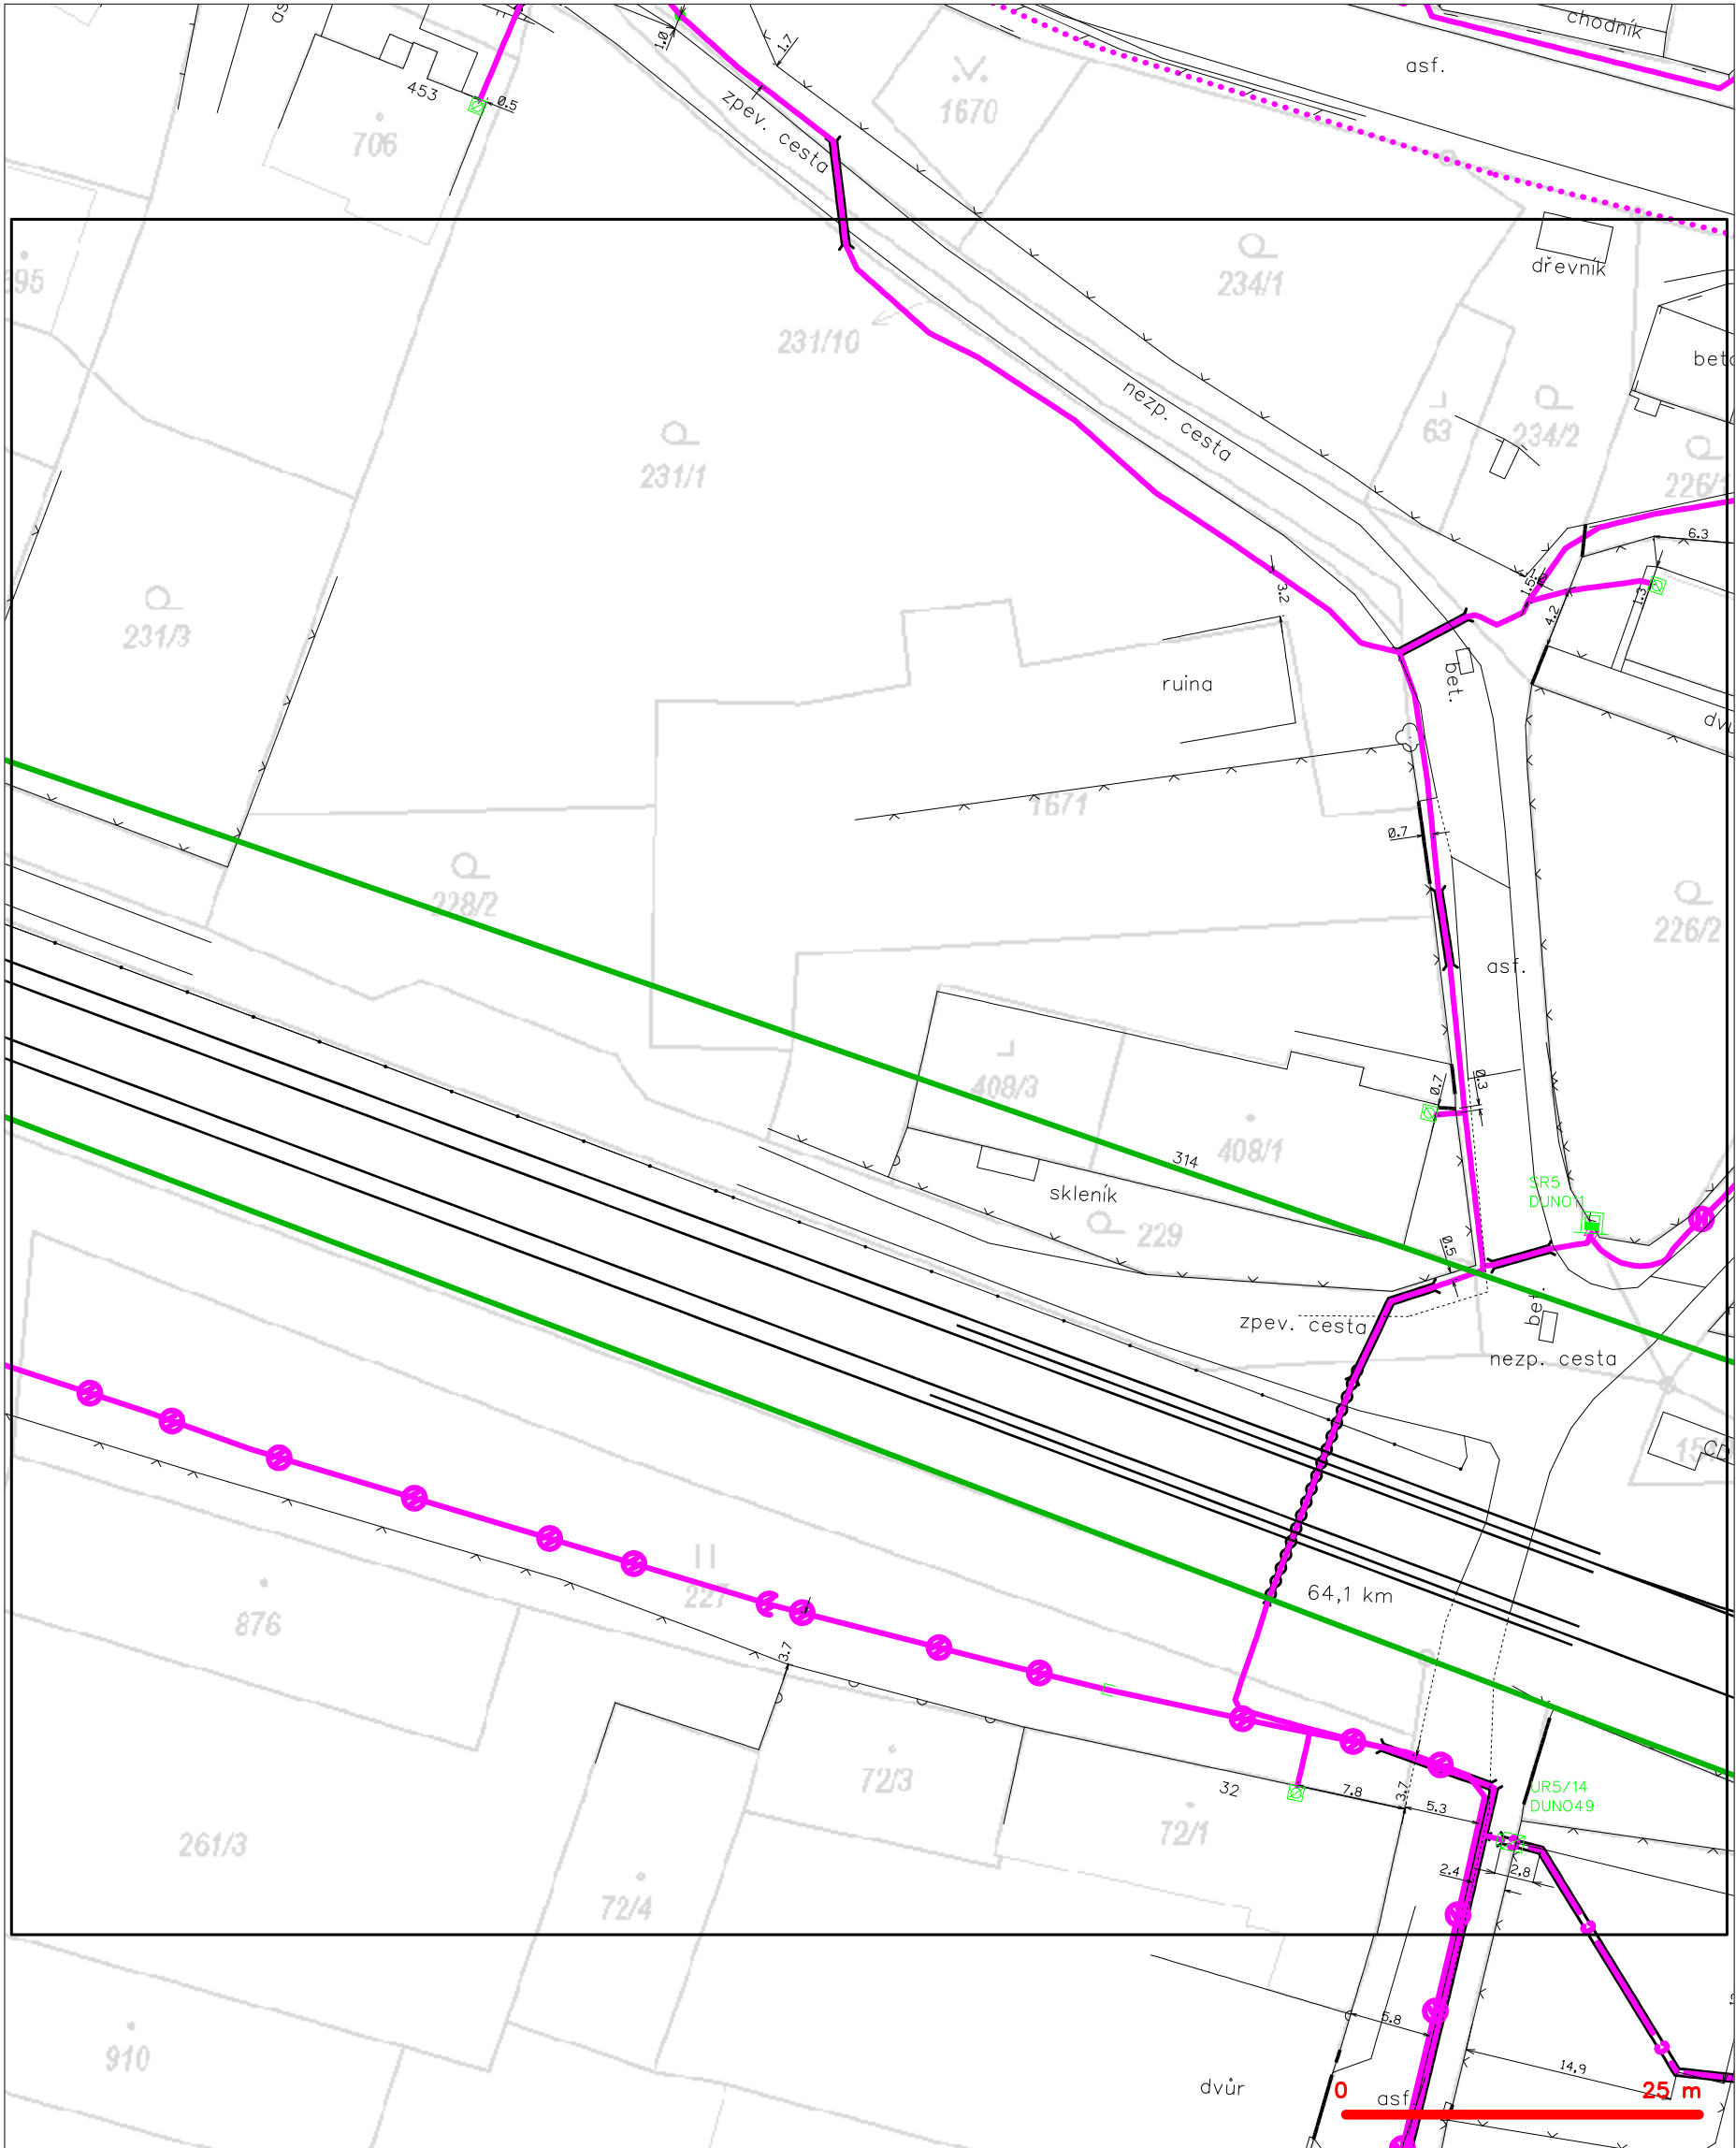 chodník
asf.
1.0
1.7
zpev. cesta
453
0.5
706
1670
dřevník
234/1
231/10
nezp. cesta
63
234/2
231/1
6.3
1.5
1.3
4.2
3.2
231/3
ruina
bet.
1671
0.7
228/2
226/2
asf.
408/3
0.7
0.3
408/1
314
skleník
229
SR5
DUNO11
0.5
bet.
zpev. cesta
nezp. cesta
227
64,1 km
876
3.7
72/3
32
7.8
3.7
5.3
UR5/14
DUNO49
72/1
261/3
2.4
2.8
72/4
5.8
910
14,9
dvůr
asf.
0
25 m